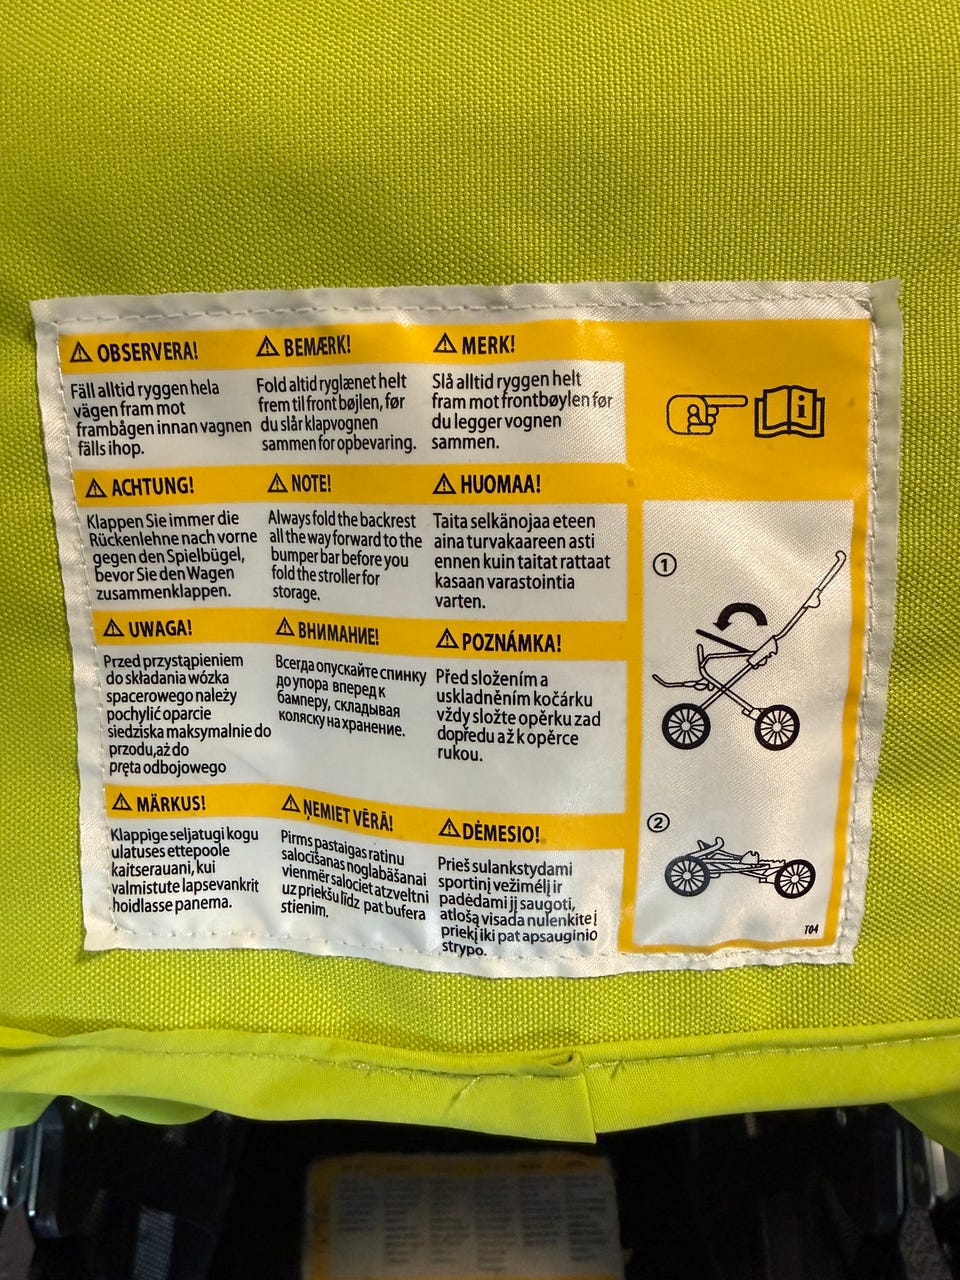 OBSERVERA!
Fäll alltid ryggen hela
vägen fram mot
frambågen innan vagnen
fälls ihop.
BEMÆRK!
Fold altid ryglænet helt
frem til front bøjlen, før
du slår klapvognen
sammen for opbevaring.
MERK!
Slå alltid ryggen helt
fram mot frontbøylen før
du legger vognen
sammen.
ACHTUNG!
Klappen Sie immer die
Rückenlehne nach vorne
gegen den Spielbügel,
bevor Sie den Wagen
zusammenklappen.
NOTE!
Always fold the backrest
all the way forward to the
bumper bar before you
fold the stroller for
storage.
HUOMAA!
Taita selkänojaa eteen
aina turvakaareen asti
ennen kuin taitat rattaat
kasaan varastointia
varten.
UWAGA!
Przed przystąpieniem
do składania wózka
spacerowego należy
pochylić oparcie
siedziska maksymalnie do
przodu,aż do
pręta odbojowego
ВНИМАНИЕ!
Всегда опускайте спинку
до упора вперед к
бамперу, складывая
коляску на хранение.
POZNÁMKA!
Před složením a
uskladněním kočárku
vždy složte opěrku zad
dopředu až k opěrce
rukou.
MÄRKUS!
Klappige seljatugi kogu
ulatuses ettepoole
kaitserauani, kui
valmistute lapsevankrit
hoidlasse panema.
ŅEMIET VĒRĀ!
Pirms pastaigas ratinu
salocīšanas noglabāšanai
vienmēr salociet atzveltni
uz priekšu līdz pat bufera
stienim.
DĖMESIO!
Prieš sulankstydami
sportinį vežimėlį ir
padėdami jį saugoti,
atlošą visada nulenkite į
priekį iki pat apsauginio
strypo.
i
1
2
T04